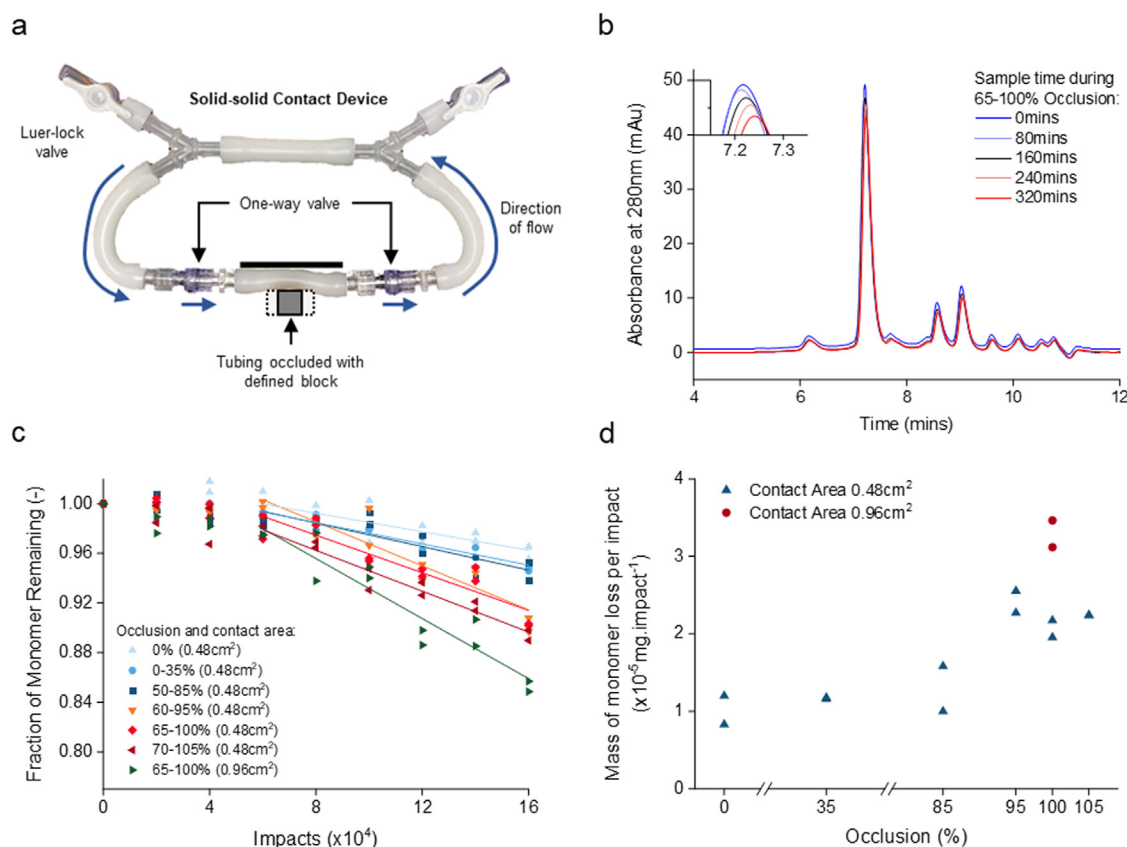 a
Solid-solid Contact Device
Luer-lock
valve
One-way valve
Direction
of flow
Tubing occluded with
defined block
b
50
40
30
20
10
0
Absorbance at 280nm (mAu)
7.2 7.3
Sample time during
65-100% Occlusion:
0mins
80mins
160mins
240mins
320mins
4 6 8 10 12
Time (mins)
c
1.00
0.96
0.92
0.88
0.84
0.80
Fraction of Monomer Remaining (-)
Occlusion and contact area:
0% (0.48cm²)
0-35% (0.48cm²)
50-85% (0.48cm²)
60-95% (0.48cm²)
65-100% (0.48cm²)
70-105% (0.48cm²)
65-100% (0.96cm²)
0 2 4 6 8 10 12 14 16
Impacts (x10⁴)
d
4
3
2
1
0
Mass of monomer loss per impact
(x10⁻⁵mg.impact⁻¹)
Contact Area 0.48cm²
Contact Area 0.96cm²
0 35 85 95 100 105
Occlusion (%)